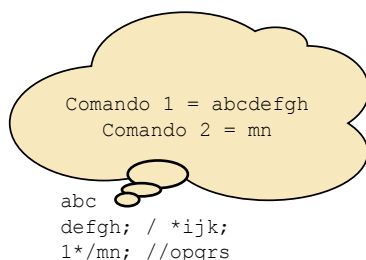 Comando 1 = abcdefgh
Comando 2 = mn
abc
defgh; / *ijk;
1*/mn; //opqrs